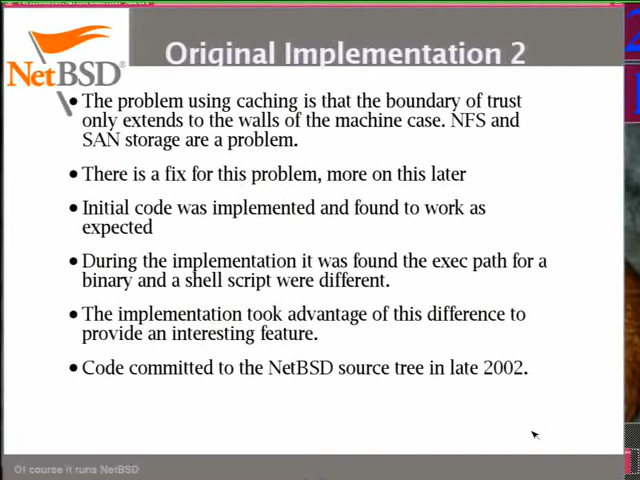 NetBSD®
Original Implementation 2
• The problem using caching is that the boundary of trust
only extends to the walls of the machine case. NFS and
SAN storage are a problem.
• There is a fix for this problem, more on this later
• Initial code was implemented and found to work as
expected
• During the implementation it was found the exec path for a
binary and a shell script were different.
• The implementation took advantage of this difference to
provide an interesting feature.
• Code committed to the NetBSD source tree in late 2002.
Of course it runs NetBSD